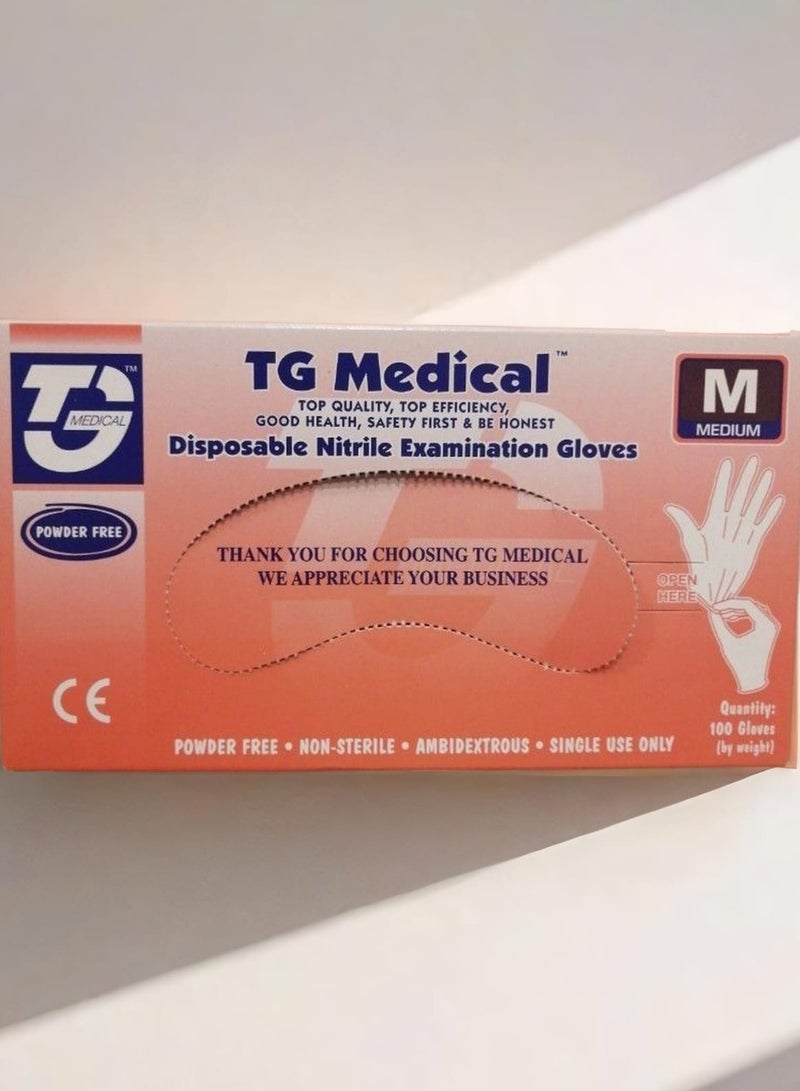 TG Medical™
TOP QUALITY, TOP EFFICIENCY,
GOOD HEALTH, SAFETY FIRST & BE HONEST
Disposable Nitrile Examination Gloves
TG
™
MEDICAL
POWDER FREE
M
MEDIUM
THANK YOU FOR CHOOSING TG MEDICAL
WE APPRECIATE YOUR BUSINESS
OPEN
HERE
CE
Quantity:
100 Gloves
(by weight)
POWDER FREE • NON-STERILE • AMBIDEXTROUS • SINGLE USE ONLY